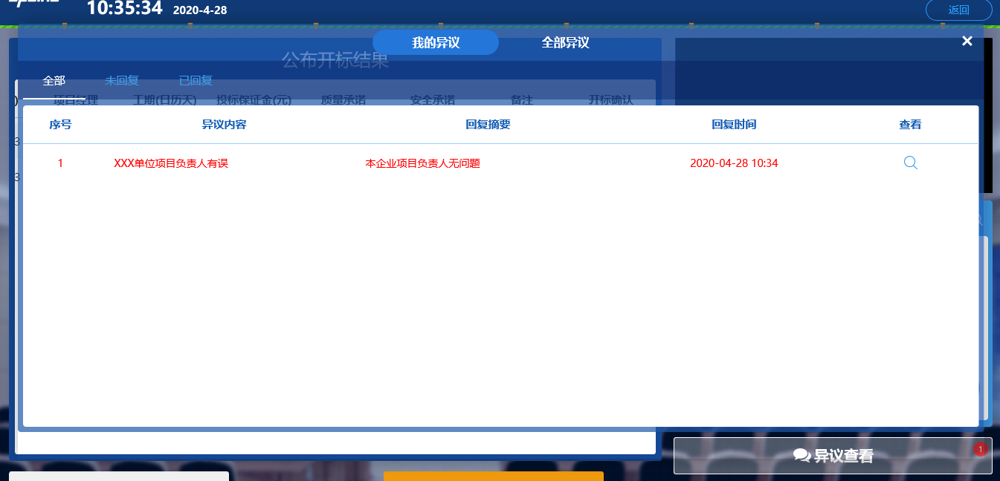 10:35:34 2020-4-28
返回
我的异议 全部异议 ×
公布开标结果
全部 未回复 已回复
项目经理 工期(日历天) 投标保证金(元) 质量承诺 安全承诺 备注 开标确认
序号 异议内容 回复摘要 回复时间 查看
1 XXX单位项目负责人有误 本企业项目负责人无问题 2020-04-28 10:34
异议查看 1